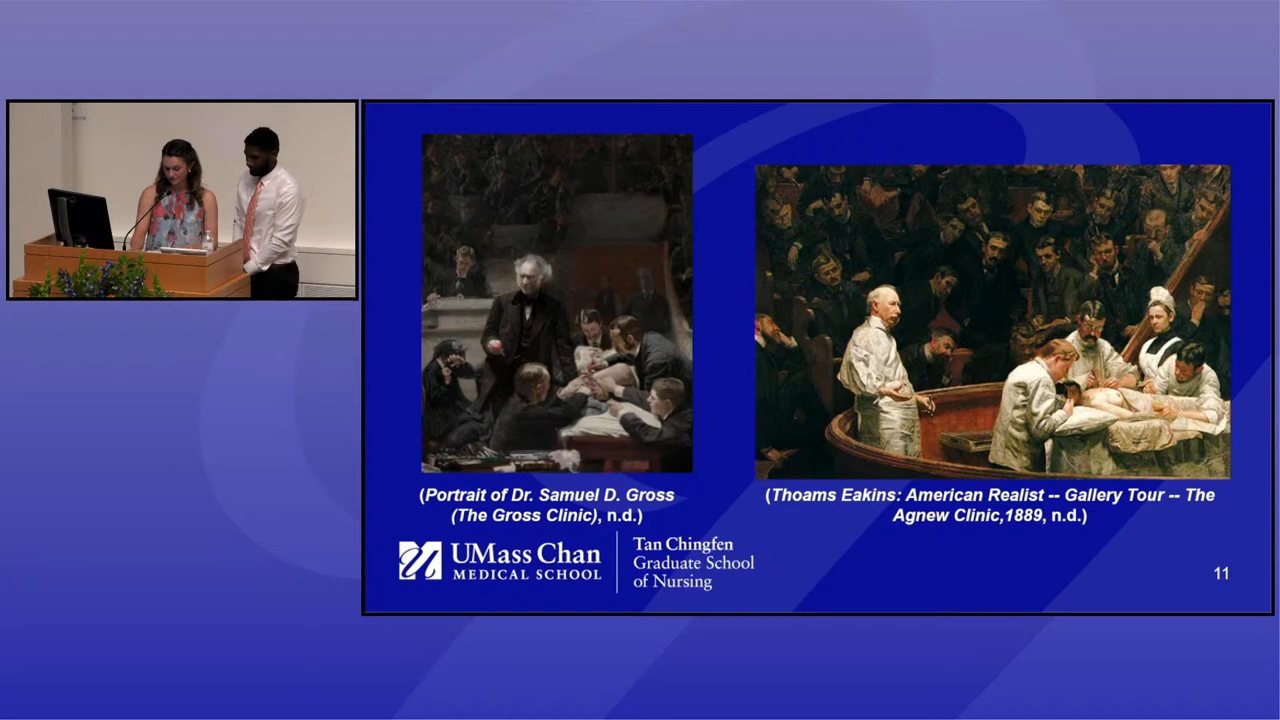 (Portrait of Dr. Samuel D. Gross
(The Gross Clinic), n.d.)
(Thoams Eakins: American Realist -- Gallery Tour -- The
Agnew Clinic,1889, n.d.)
UMass Chan
MEDICAL SCHOOL
Tan Chingfen
Graduate School
of Nursing
11